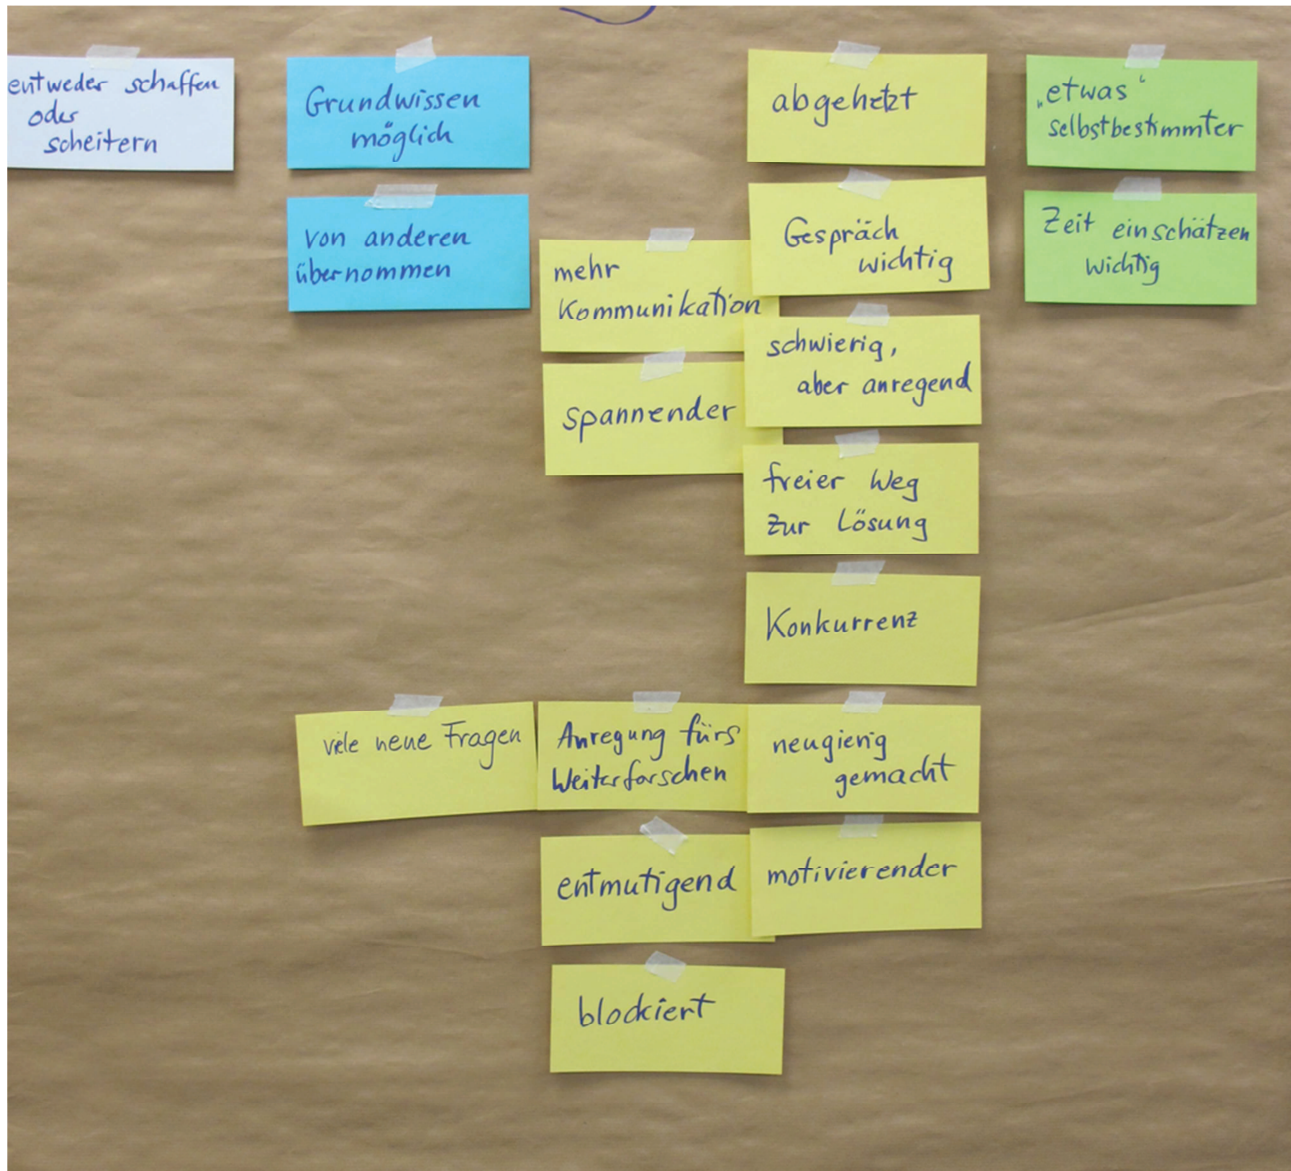 entweder schaffen
oder
scheitern
Grundwissen
möglich
von anderen
übernommen
mehr
Kommunikation
spannender
abgehetzt
Gespräch
wichtig
schwierig,
aber anregend
freier Weg
zur Lösung
Konkurrenz
„etwas“
selbstbestimmter
Zeit einschätzen
wichtig
viele neue Fragen
Anregung fürs
Weiterforschen
neugierig
gemacht
entmutigend
motivierender
blockiert